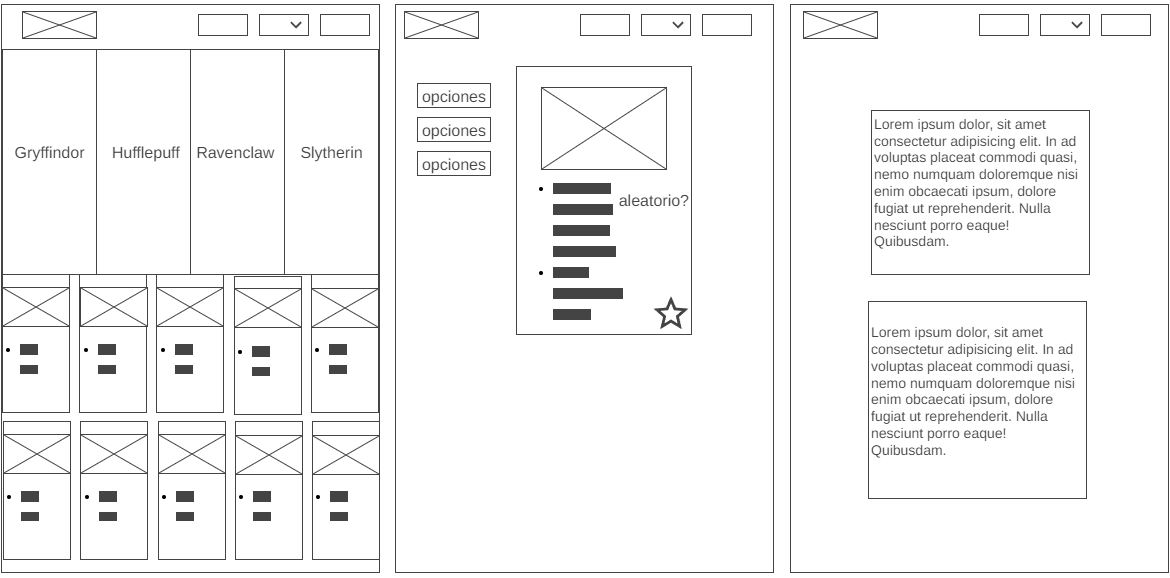 Gryffindor
Hufflepuff
Ravenclaw
Slytherin
opciones
opciones
opciones
aleatorio?
Lorem ipsum dolor, sit amet
consectetur adipisicing elit. In ad
voluptas placeat commodi quasi,
nemo numquam doloremque nisi
enim obcaecati ipsum, dolore
fugiat ut reprehenderit. Nulla
nesciunt porro eaque!
Quibusdam.
Lorem ipsum dolor, sit amet
consectetur adipisicing elit. In ad
voluptas placeat commodi quasi,
nemo numquam doloremque nisi
enim obcaecati ipsum, dolore
fugiat ut reprehenderit. Nulla
nesciunt porro eaque!
Quibusdam.